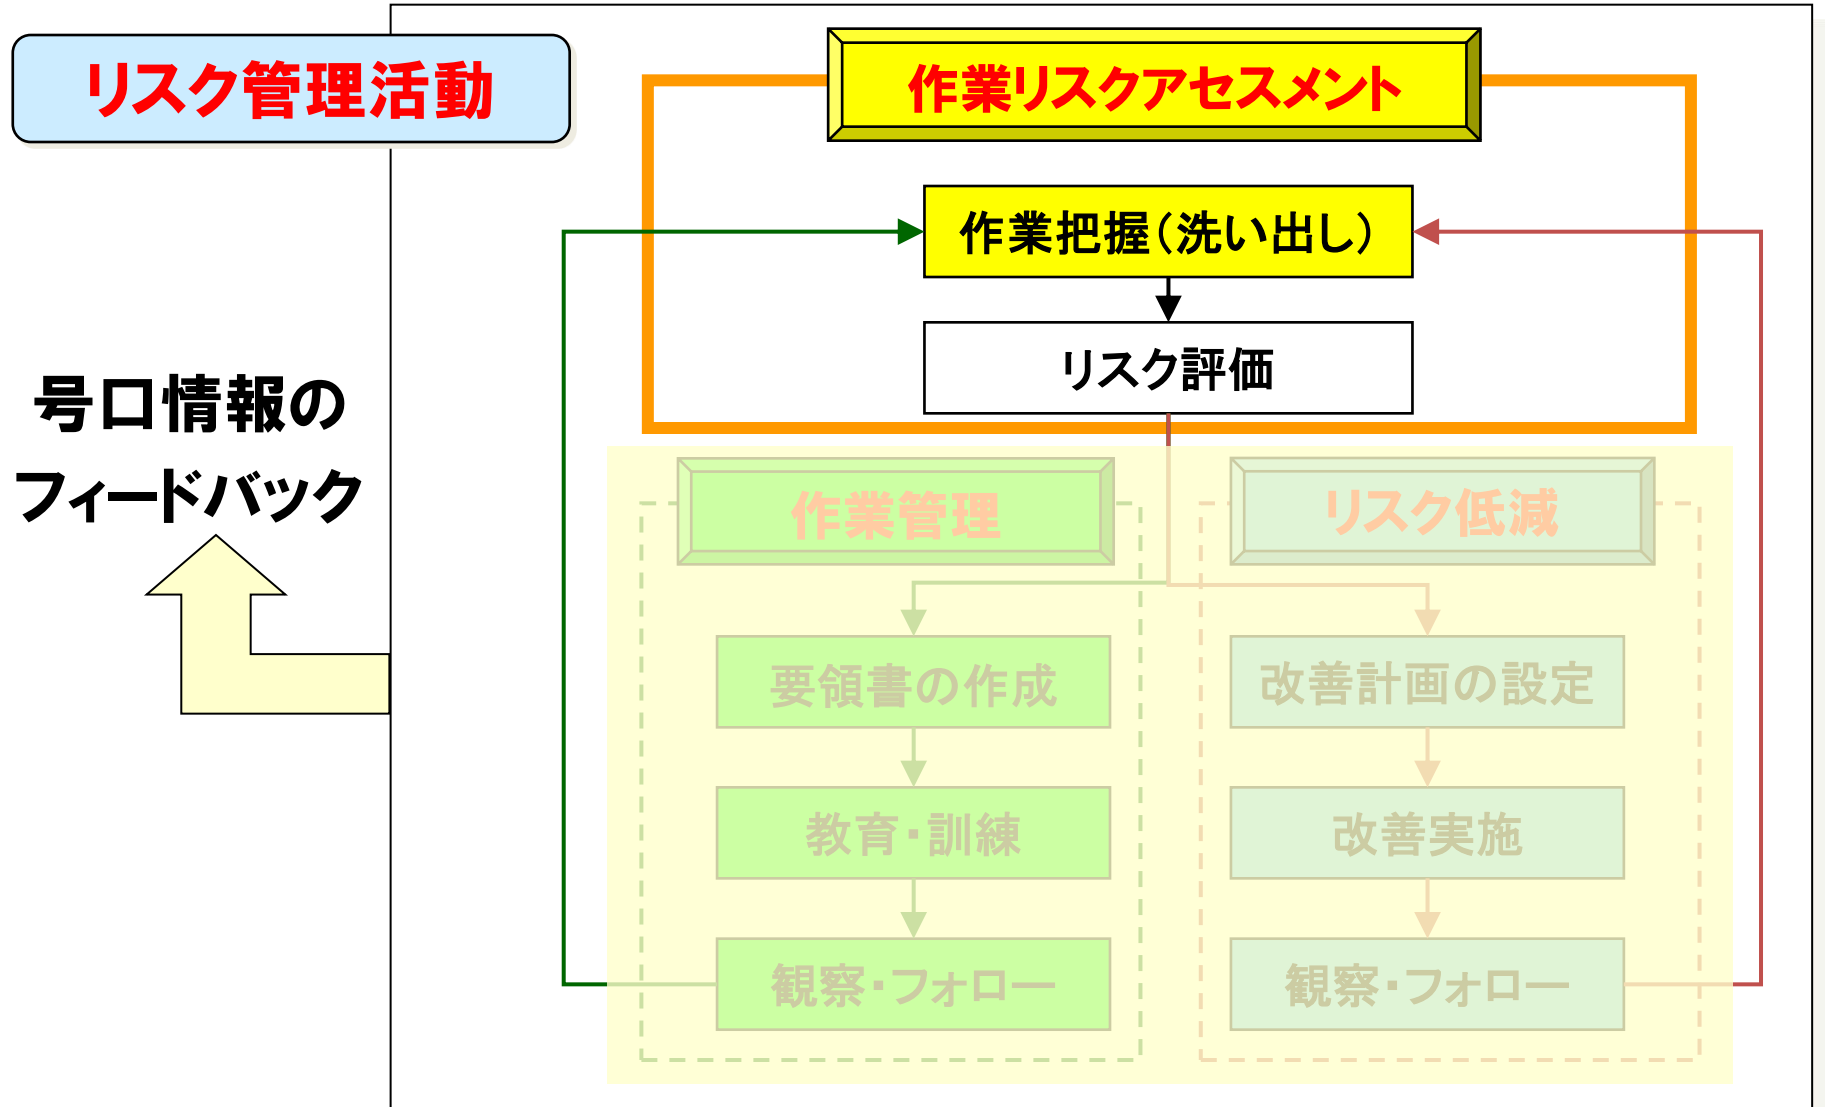 リスク管理活動
作業リスクアセスメント
作業把握（洗い出し）
リスク評価
号口情報の
フィードバック
作業管理
リスク低減
要領書の作成
改善計画の設定
教育・訓練
改善実施
観察・フォロー
観察・フォロー